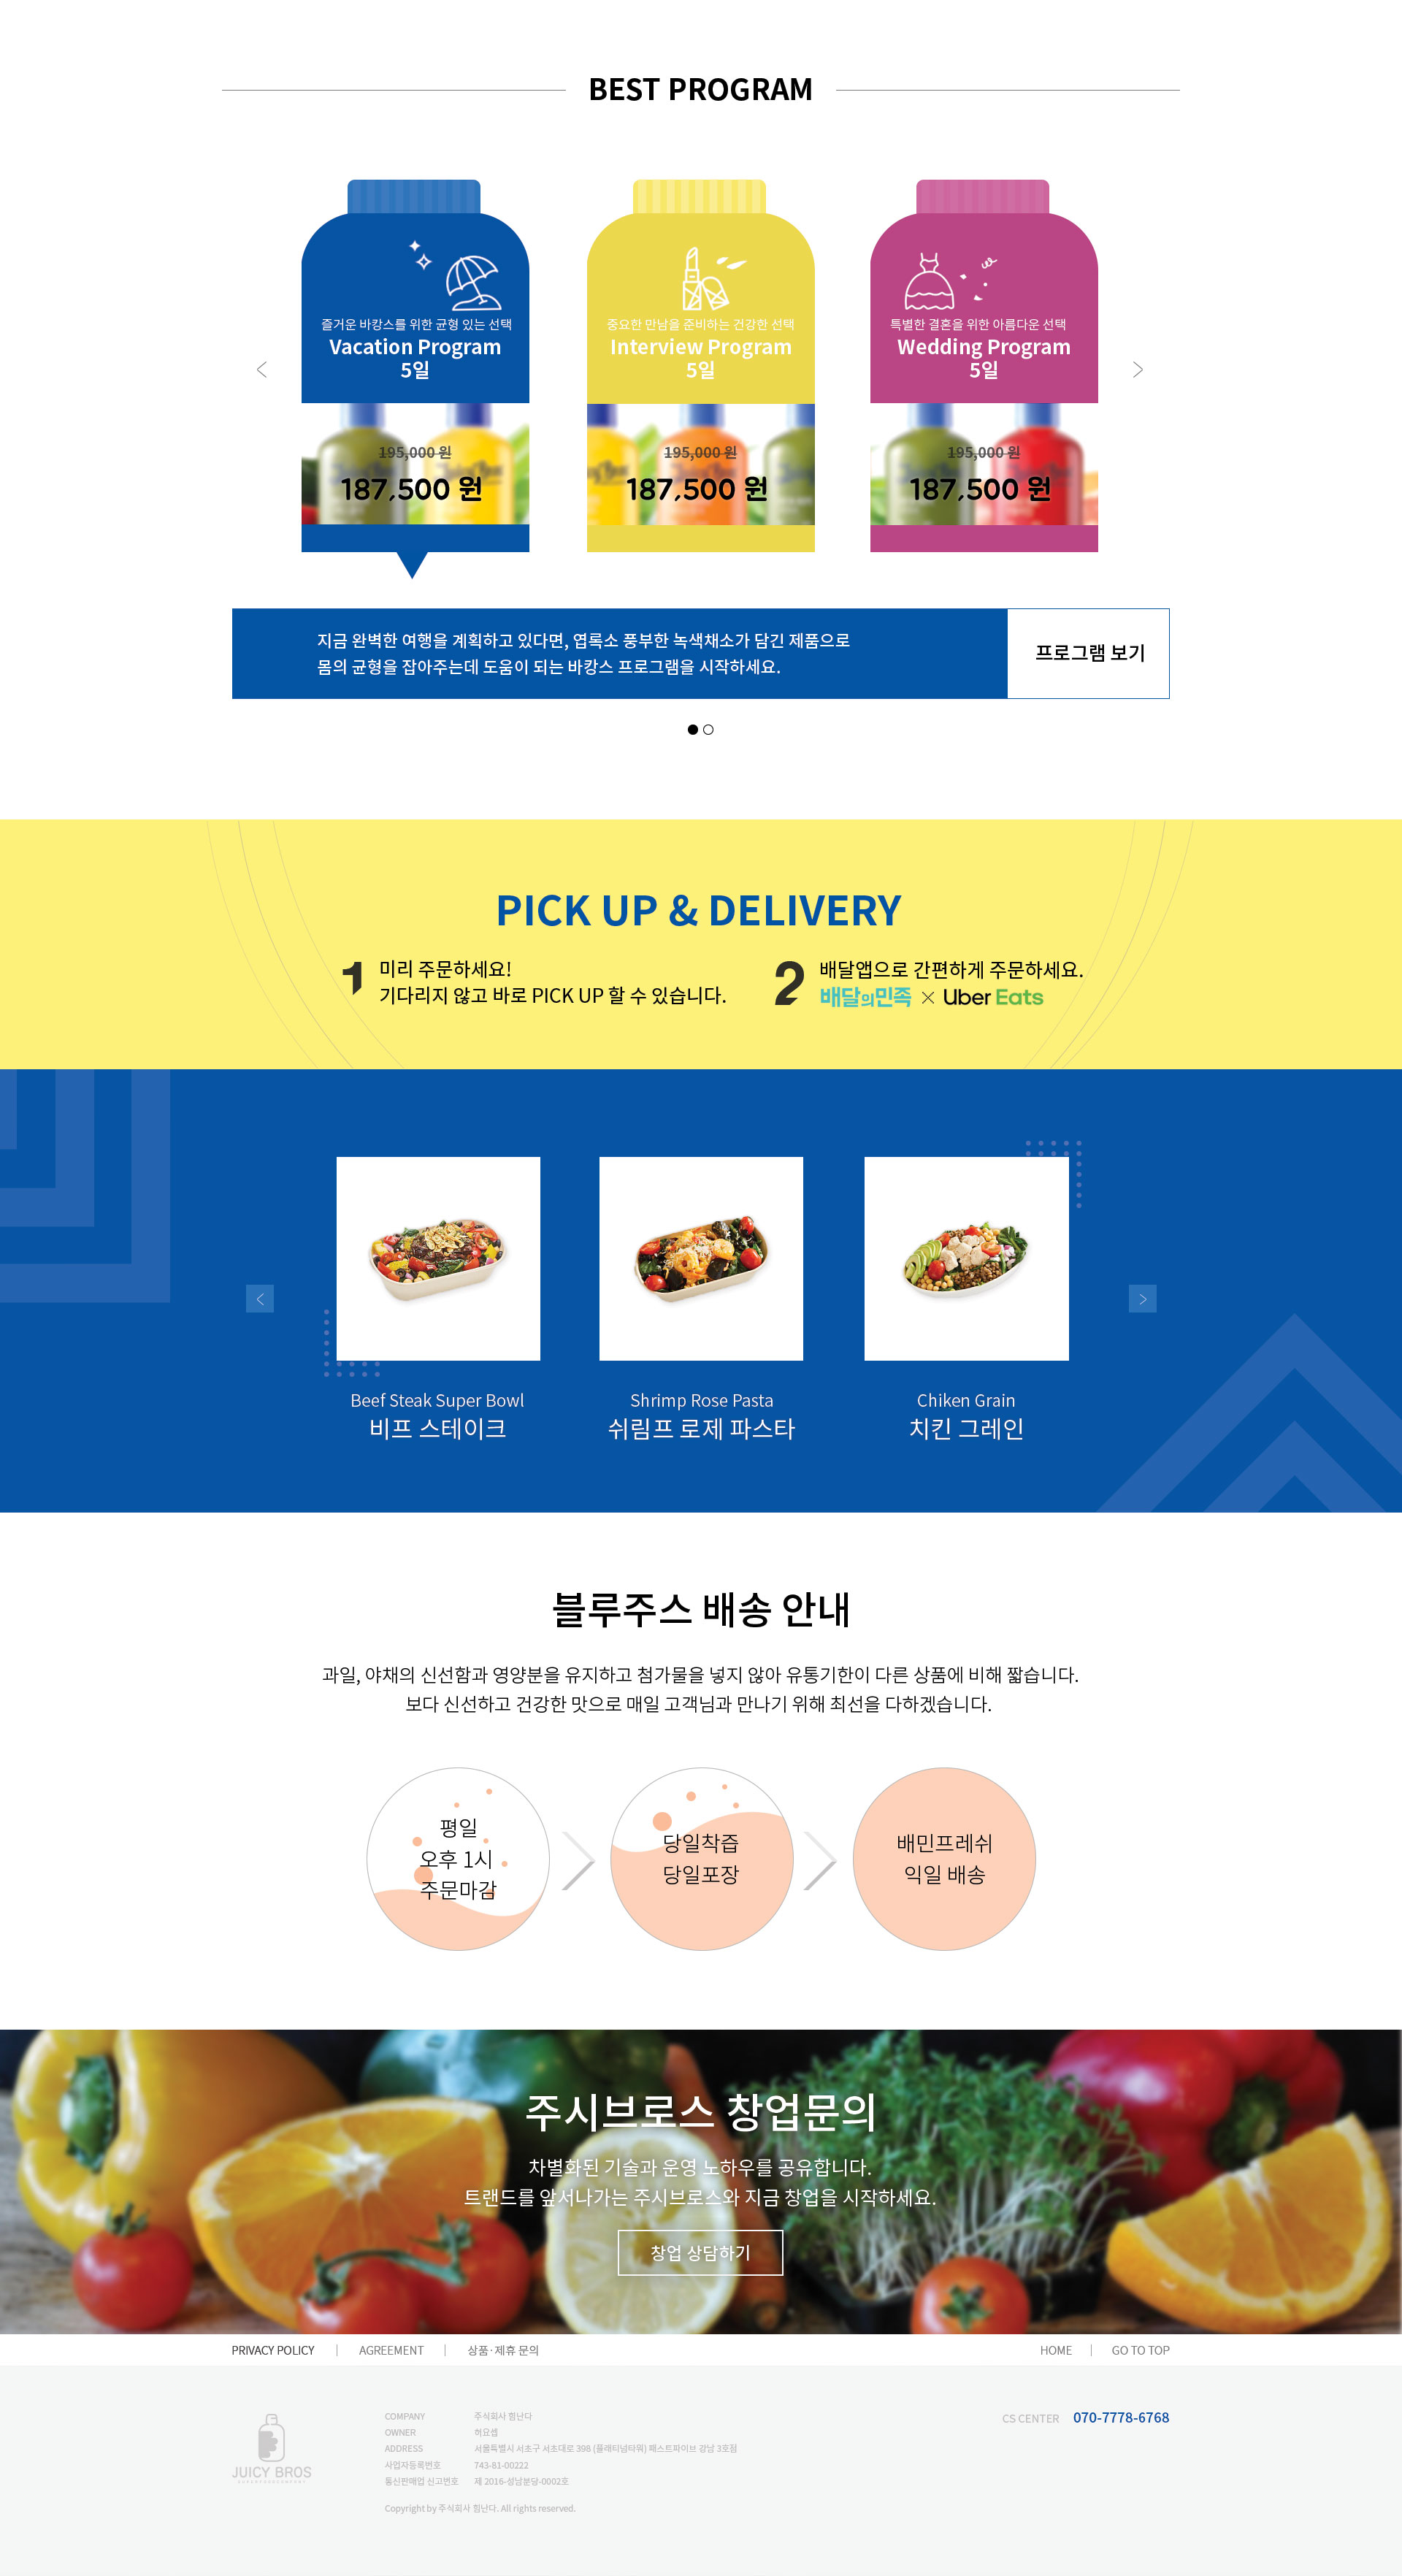 BEST PROGRAM
즐거운 바캉스를 위한 균형 있는 선택
Vacation Program
5일
195,000 원
187,500 원
중요한 만남을 준비하는 건강한 선택
Interview Program
5일
195,000 원
187,500 원
특별한 결혼을 위한 아름다운 선택
Wedding Program
5일
195,000 원
187,500 원
지금 완벽한 여행을 계획하고 있다면, 엽록소 풍부한 녹색채소가 담긴 제품으로
몸의 균형을 잡아주는데 도움이 되는 바캉스 프로그램을 시작하세요.
프로그램 보기
PICK UP & DELIVERY
1 미리 주문하세요!
기다리지 않고 바로 PICK UP 할 수 있습니다.
2 배달앱으로 간편하게 주문하세요.
배달의민족 × Uber Eats
Beef Steak Super Bowl
비프 스테이크
Shrimp Rose Pasta
쉬림프 로제 파스타
Chiken Grain
치킨 그레인
블루주스 배송 안내
과일, 야채의 신선함과 영양분을 유지하고 첨가물을 넣지 않아 유통기한이 다른 상품에 비해 짧습니다.
보다 신선하고 건강한 맛으로 매일 고객님과 만나기 위해 최선을 다하겠습니다.
평일
오후 1시
주문마감
당일착즙
당일포장
배민프레쉬
익일 배송
주시브로스 창업문의
차별화된 기술과 운영 노하우를 공유합니다.
트랜드를 앞서나가는 주시브로스와 지금 창업을 시작하세요.
창업 상담하기
PRIVACY POLICY | AGREEMENT | 상품·제휴 문의
HOME | GO TO TOP
JUICY BROS
COMPANY 주식회사 힘난다
OWNER 허요셉
ADDRESS 서울특별시 서초구 서초대로 398 (플래티넘타워) 패스트파이브 강남 3호점
사업자등록번호 743-81-00222
통신판매업 신고번호 제 2016-성남분당-0002호
Copyright by 주식회사 힘난다. All rights reserved.
CS CENTER 070-7778-6768